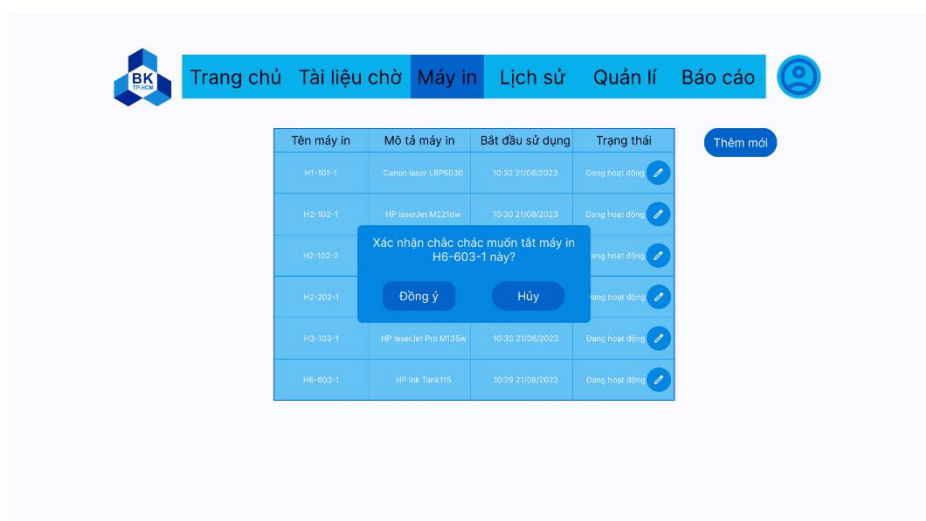 BK
TP.HCM
Trang chủ Tài liệu chờ Máy in Lịch sử Quản lí Báo cáo
Tên máy in Mô tả máy in Bắt đầu sử dụng Trạng thái
Thêm mới
H1-101-1 Canon laser LBP6030 10:32 21/08/2023 Đang hoạt động
H2-102-1 HP laserJet M221dw 10:30 21/08/2023 Đang hoạt động
Xác nhận chắc chác muốn tắt máy in
H6-603-1 này?
H2-102-2 hoạt động
Đồng ý Hủy
H2-202-1 hoạt động
H3-103-1 HP laserJet Pro M135w 10:33 21/08/2023 Đang hoạt động
H6-603-1 HP Ink Tank115 10:29 21/08/2023 Đang hoạt động